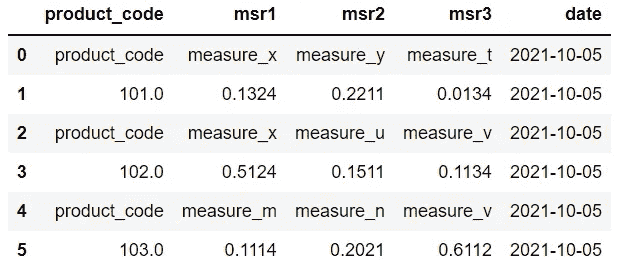 product_code msr1 msr2 msr3 date
0 product_code measure_x measure_y measure_t 2021-10-05
1 101.0 0.1324 0.2211 0.0134 2021-10-05
2 product_code measure_x measure_u measure_v 2021-10-05
3 102.0 0.5124 0.1511 0.1134 2021-10-05
4 product_code measure_m measure_n measure_v 2021-10-05
5 103.0 0.1114 0.2021 0.6112 2021-10-05